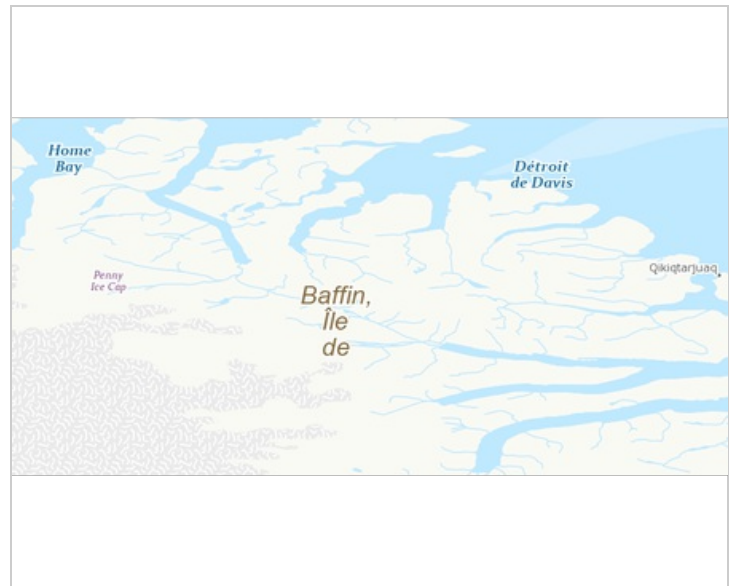 Home
Bay
Détroit
de Davis
Qikiqtarjuaq
Penny
Ice Cap
Baffin,
Île
de